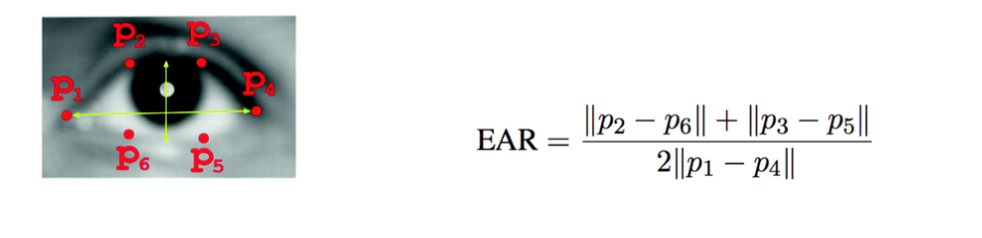 p2 p3
p1 p4
p6 p5
EAR = (‖p2 − p6‖ + ‖p3 − p5‖) / (2‖p1 − p4‖)